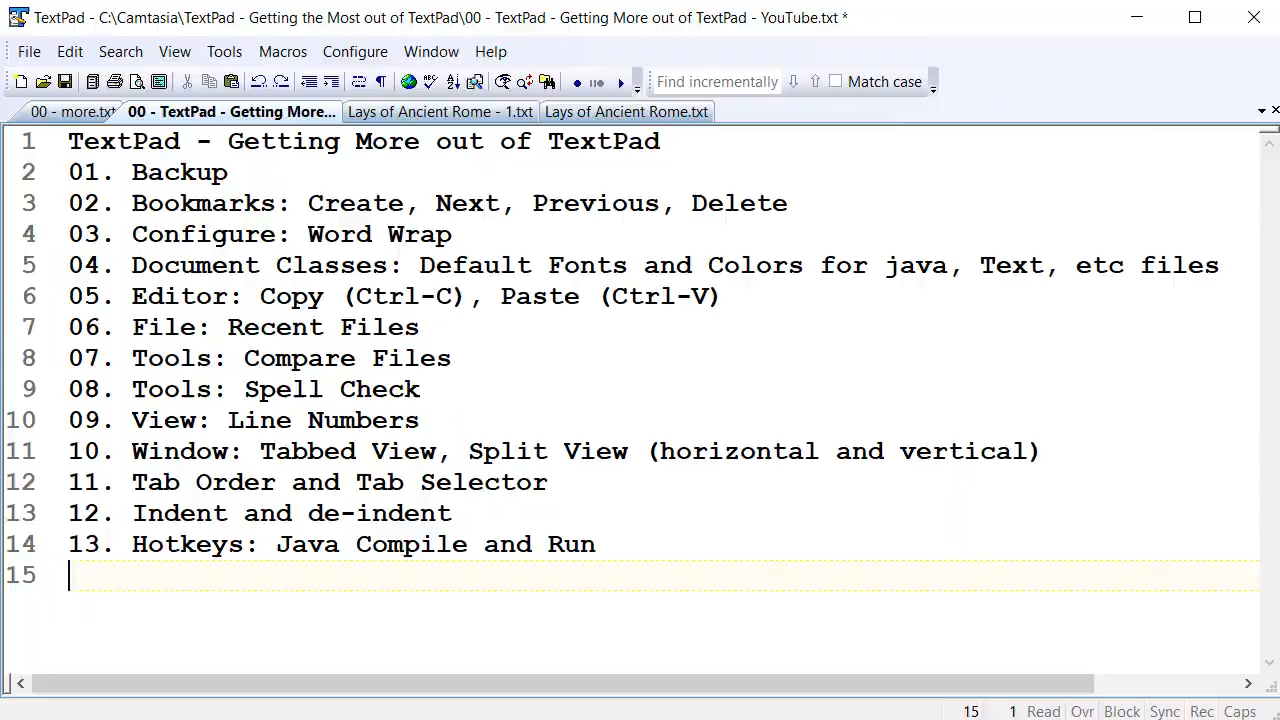 TextPad - C:\Camtasia\TextPad - Getting the Most out of TextPad\00 - TextPad - Getting More out of TextPad - YouTube.txt *
File Edit Search View Tools Macros Configure Window Help
Find incrementally Match case
00 - more.txt 00 - TextPad - Getting More... Lays of Ancient Rome - 1.txt Lays of Ancient Rome.txt
1 TextPad - Getting More out of TextPad
2 01. Backup
3 02. Bookmarks: Create, Next, Previous, Delete
4 03. Configure: Word Wrap
5 04. Document Classes: Default Fonts and Colors for java, Text, etc files
6 05. Editor: Copy (Ctrl-C), Paste (Ctrl-V)
7 06. File: Recent Files
8 07. Tools: Compare Files
9 08. Tools: Spell Check
10 09. View: Line Numbers
11 10. Window: Tabbed View, Split View (horizontal and vertical)
12 11. Tab Order and Tab Selector
13 12. Indent and de-indent
14 13. Hotkeys: Java Compile and Run
15
15 1 Read Ovr Block Sync Rec Caps